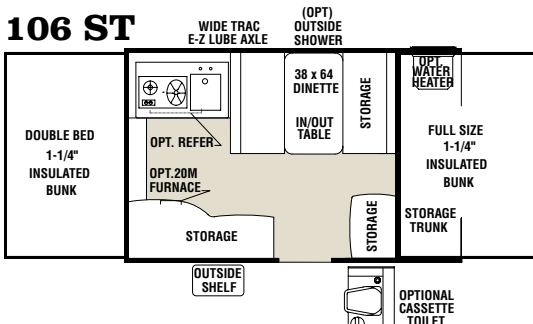 106 ST
WIDE TRAC
E-Z LUBE AXLE
(OPT)
OUTSIDE
SHOWER
OPT.
WATER
HEATER
38 x 64
DINETTE
IN/OUT
TABLE
STORAGE
DOUBLE BED
1-1/4"
INSULATED
BUNK
OPT. REFER
OPT.20M
FURNACE
FULL SIZE
1-1/4"
INSULATED
BUNK
STORAGE
TRUNK
STORAGE
STORAGE
OUTSIDE
SHELF
OPTIONAL
CASSETTE
TOILET